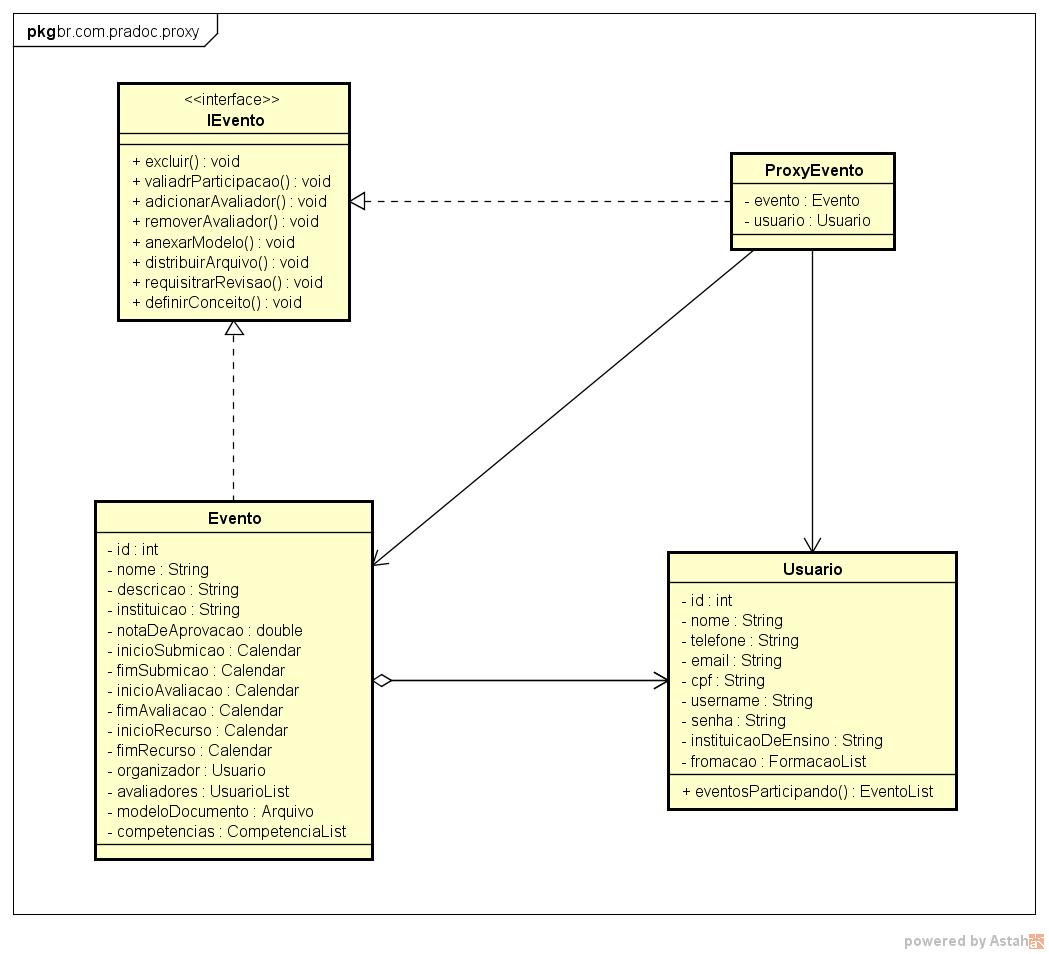 pkg br.com.pradoc.proxy
<<interface>>
IEvento
+ excluir() : void
+ valiadrParticipacao() : void
+ adicionarAvaliador() : void
+ removerAvaliador() : void
+ anexarModelo() : void
+ distribuirArquivo() : void
+ requisitrarRevisao() : void
+ definirConceito() : void
ProxyEvento
- evento : Evento
- usuario : Usuario
Evento
- id : int
- nome : String
- descricao : String
- instituicao : String
- notaDeAprovacao : double
- inicioSubmicao : Calendar
- fimSubmicao : Calendar
- inicioAvaliacao : Calendar
- fimAvaliacao : Calendar
- inicioRecurso : Calendar
- fimRecurso : Calendar
- organizador : Usuario
- avaliadores : UsuarioList
- modeloDocumento : Arquivo
- competencias : CompetenciaList
Usuario
- id : int
- nome : String
- telefone : String
- email : String
- cpf : String
- username : String
- senha : String
- instituicaoDeEnsino : String
- fromacao : FormacaoList
+ eventosParticipando() : EventoList
powered by Astah